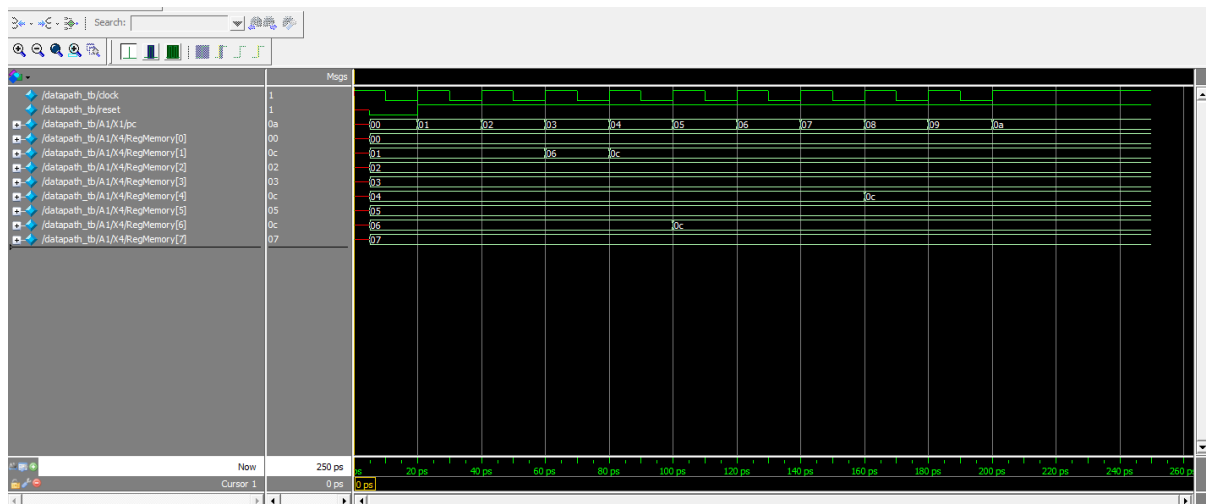 Search:
Msgs
/datapath_tb/clock 1
/datapath_tb/reset 1
/datapath_tb/A1/X1/pc 0a 00 01 02 03 04 05 06 07 08 09 0a
/datapath_tb/A1/X4/RegMemory[0] 00 00
/datapath_tb/A1/X4/RegMemory[1] 0c 01 06 0c
/datapath_tb/A1/X4/RegMemory[2] 02 02
/datapath_tb/A1/X4/RegMemory[3] 03 03
/datapath_tb/A1/X4/RegMemory[4] 0c 04 0c
/datapath_tb/A1/X4/RegMemory[5] 05 05
/datapath_tb/A1/X4/RegMemory[6] 0c 06 0c
/datapath_tb/A1/X4/RegMemory[7] 07 07
Now 250 ps ps 20 ps 40 ps 60 ps 80 ps 100 ps 120 ps 140 ps 160 ps 180 ps 200 ps 220 ps 240 ps 260 p
Cursor 1 0 ps 0 ps